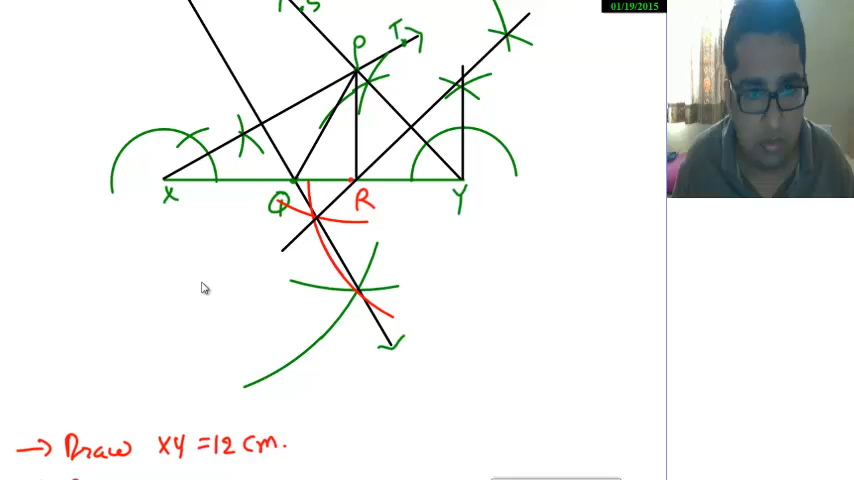 01/19/2015
P
T
X
Q
R
Y
→ Draw XY = 12 cm.